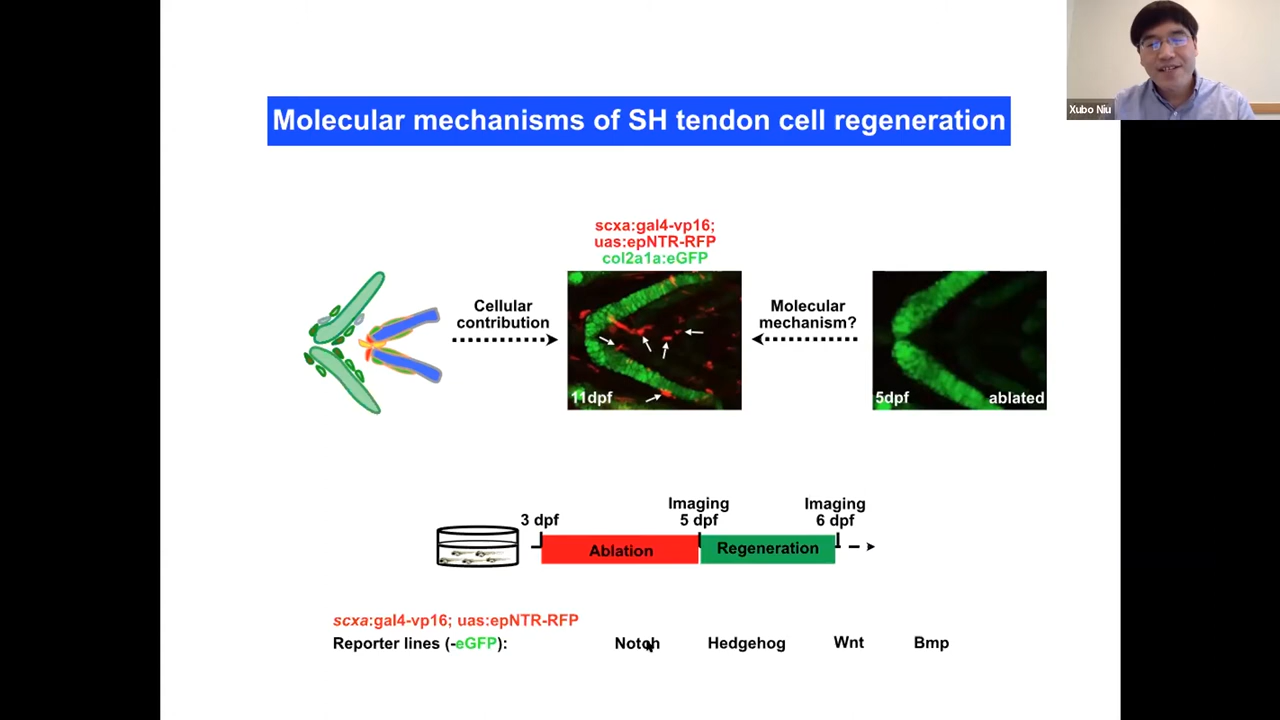 Molecular mechanisms of SH tendon cell regeneration
Xubo Niu
scxa:gal4-vp16;
uas:epNTR-RFP
col2a1a:eGFP
Cellular
contribution
Molecular
mechanism?
11dpf
5dpf
ablated
Imaging
Imaging
3 dpf
5 dpf
6 dpf
Ablation
Regeneration
scxa:gal4-vp16; uas:epNTR-RFP
Reporter lines (-eGFP): Notch Hedgehog Wnt Bmp